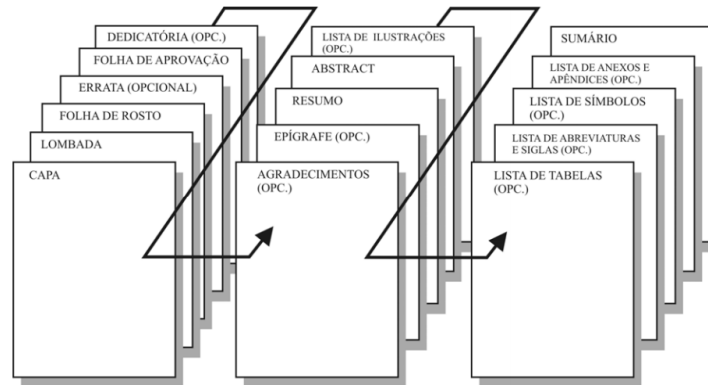 DEDICATÓRIA (OPC.)
FOLHA DE APROVAÇÃO
ERRATA (OPCIONAL)
FOLHA DE ROSTO
LOMBADA
CAPA
LISTA DE ILUSTRAÇÕES
(OPC.)
ABSTRACT
RESUMO
EPÍGRAFE (OPC.)
AGRADECIMENTOS
(OPC.)
SUMÁRIO
LISTA DE ANEXOS E
APÊNDICES (OPC.)
LISTA DE SÍMBOLOS
(OPC.)
LISTA DE ABREVIATURAS
E SIGLAS (OPC.)
LISTA DE TABELAS
(OPC.)